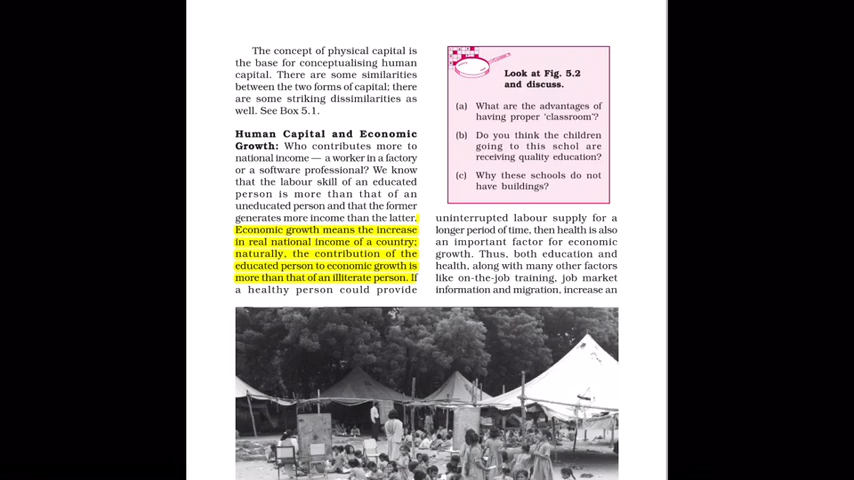 The concept of physical capital is
the base for conceptualising human
capital. There are some similarities
between the two forms of capital; there
are some striking dissimilarities as
well. See Box 5.1.
Human Capital and Economic
Growth: Who contributes more to
national income — a worker in a factory
or a software professional? We know
that the labour skill of an educated
person is more than that of an
uneducated person and that the former
generates more income than the latter.
Economic growth means the increase
in real national income of a country;
naturally, the contribution of the
educated person to economic growth is
more than that of an illiterate person. If
a healthy person could provide
Look at Fig. 5.2
and discuss.
(a) What are the advantages of
having proper 'classroom'?
(b) Do you think the children
going to this schol are
receiving quality education?
(c) Why these schools do not
have buildings?
uninterrupted labour supply for a
longer period of time, then health is also
an important factor for economic
growth. Thus, both education and
health, along with many other factors
like on-the-job training, job market
information and migration, increase an